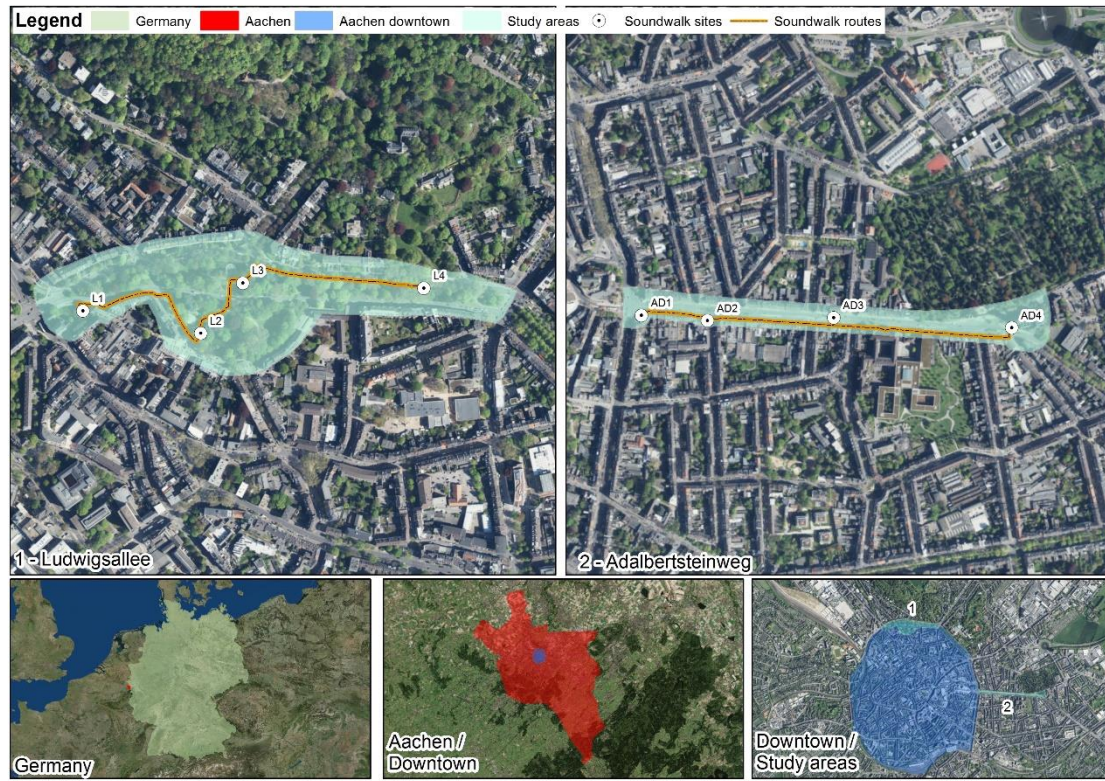 Legend Germany Aachen Aachen downtown Study areas Soundwalk sites Soundwalk routes
L1
L2
L3
L4
1 - Ludwigsallee
AD1
AD2
AD3
AD4
2 - Adalbertsteinweg
Germany
Aachen /
Downtown
1
2
Downtown /
Study areas